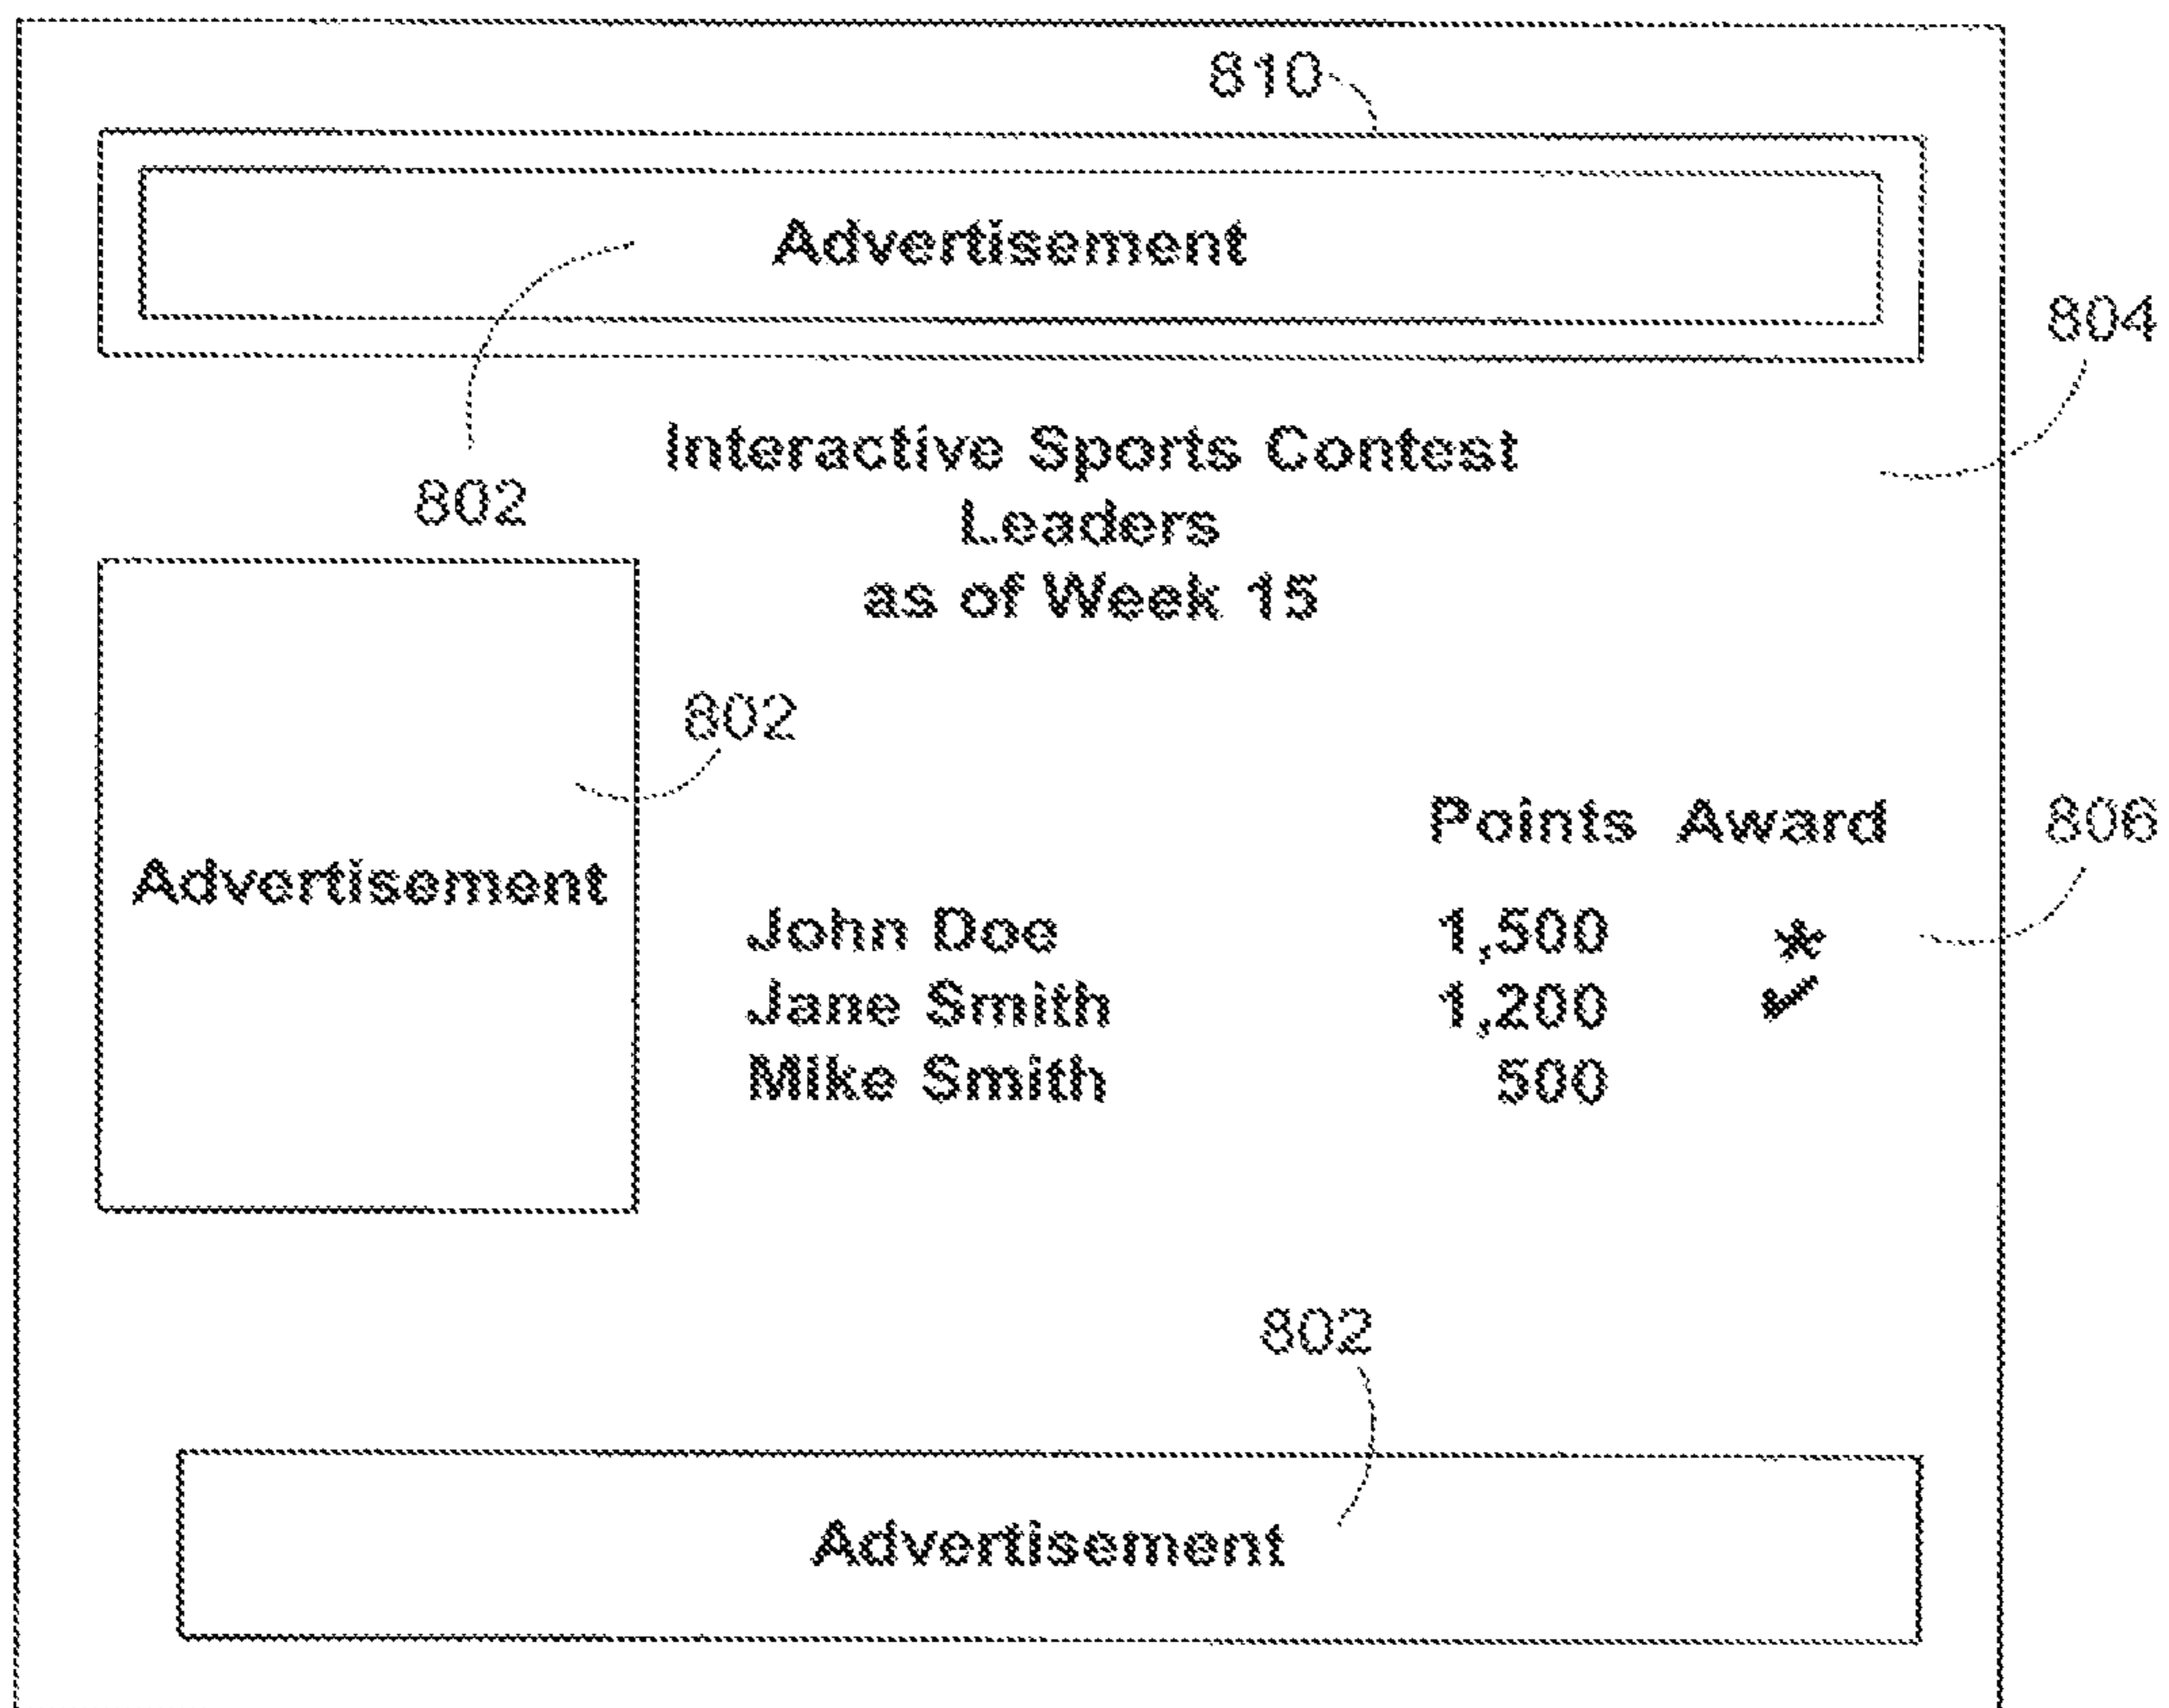 810
Advertisement
804
802
Interactive Sports Contest
Leaders
as of Week 15
802
Advertisement
Points Award
806
John Doe 1,500 *
Jane Smith 1,200 ✓
Mike Smith 500
802
Advertisement